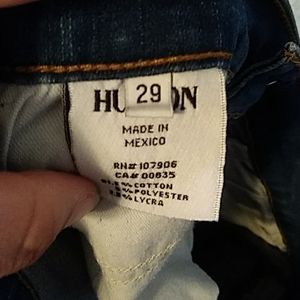 HU 29 ON
MADE IN
MEXICO
RN# 107906
CA# 00835
% COTTON
% POLYESTER
% LYCRA